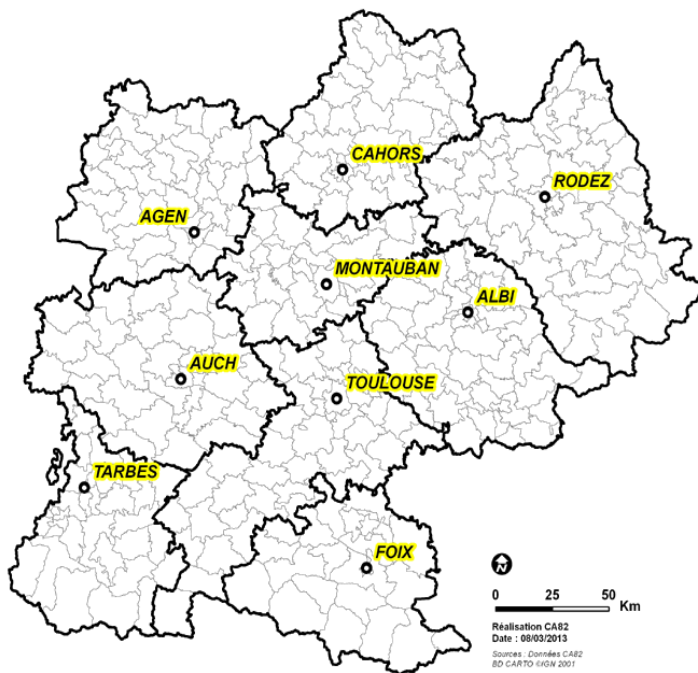 CAHORS
RODEZ
AGEN
MONTAUBAN
ALBI
AUCH
TOULOUSE
TARBES
FOIX
N
0 25 50 Km
Réalisation CA82
Date : 08/03/2013
Sources : Données CA82
BD CARTO ©IGN 2001